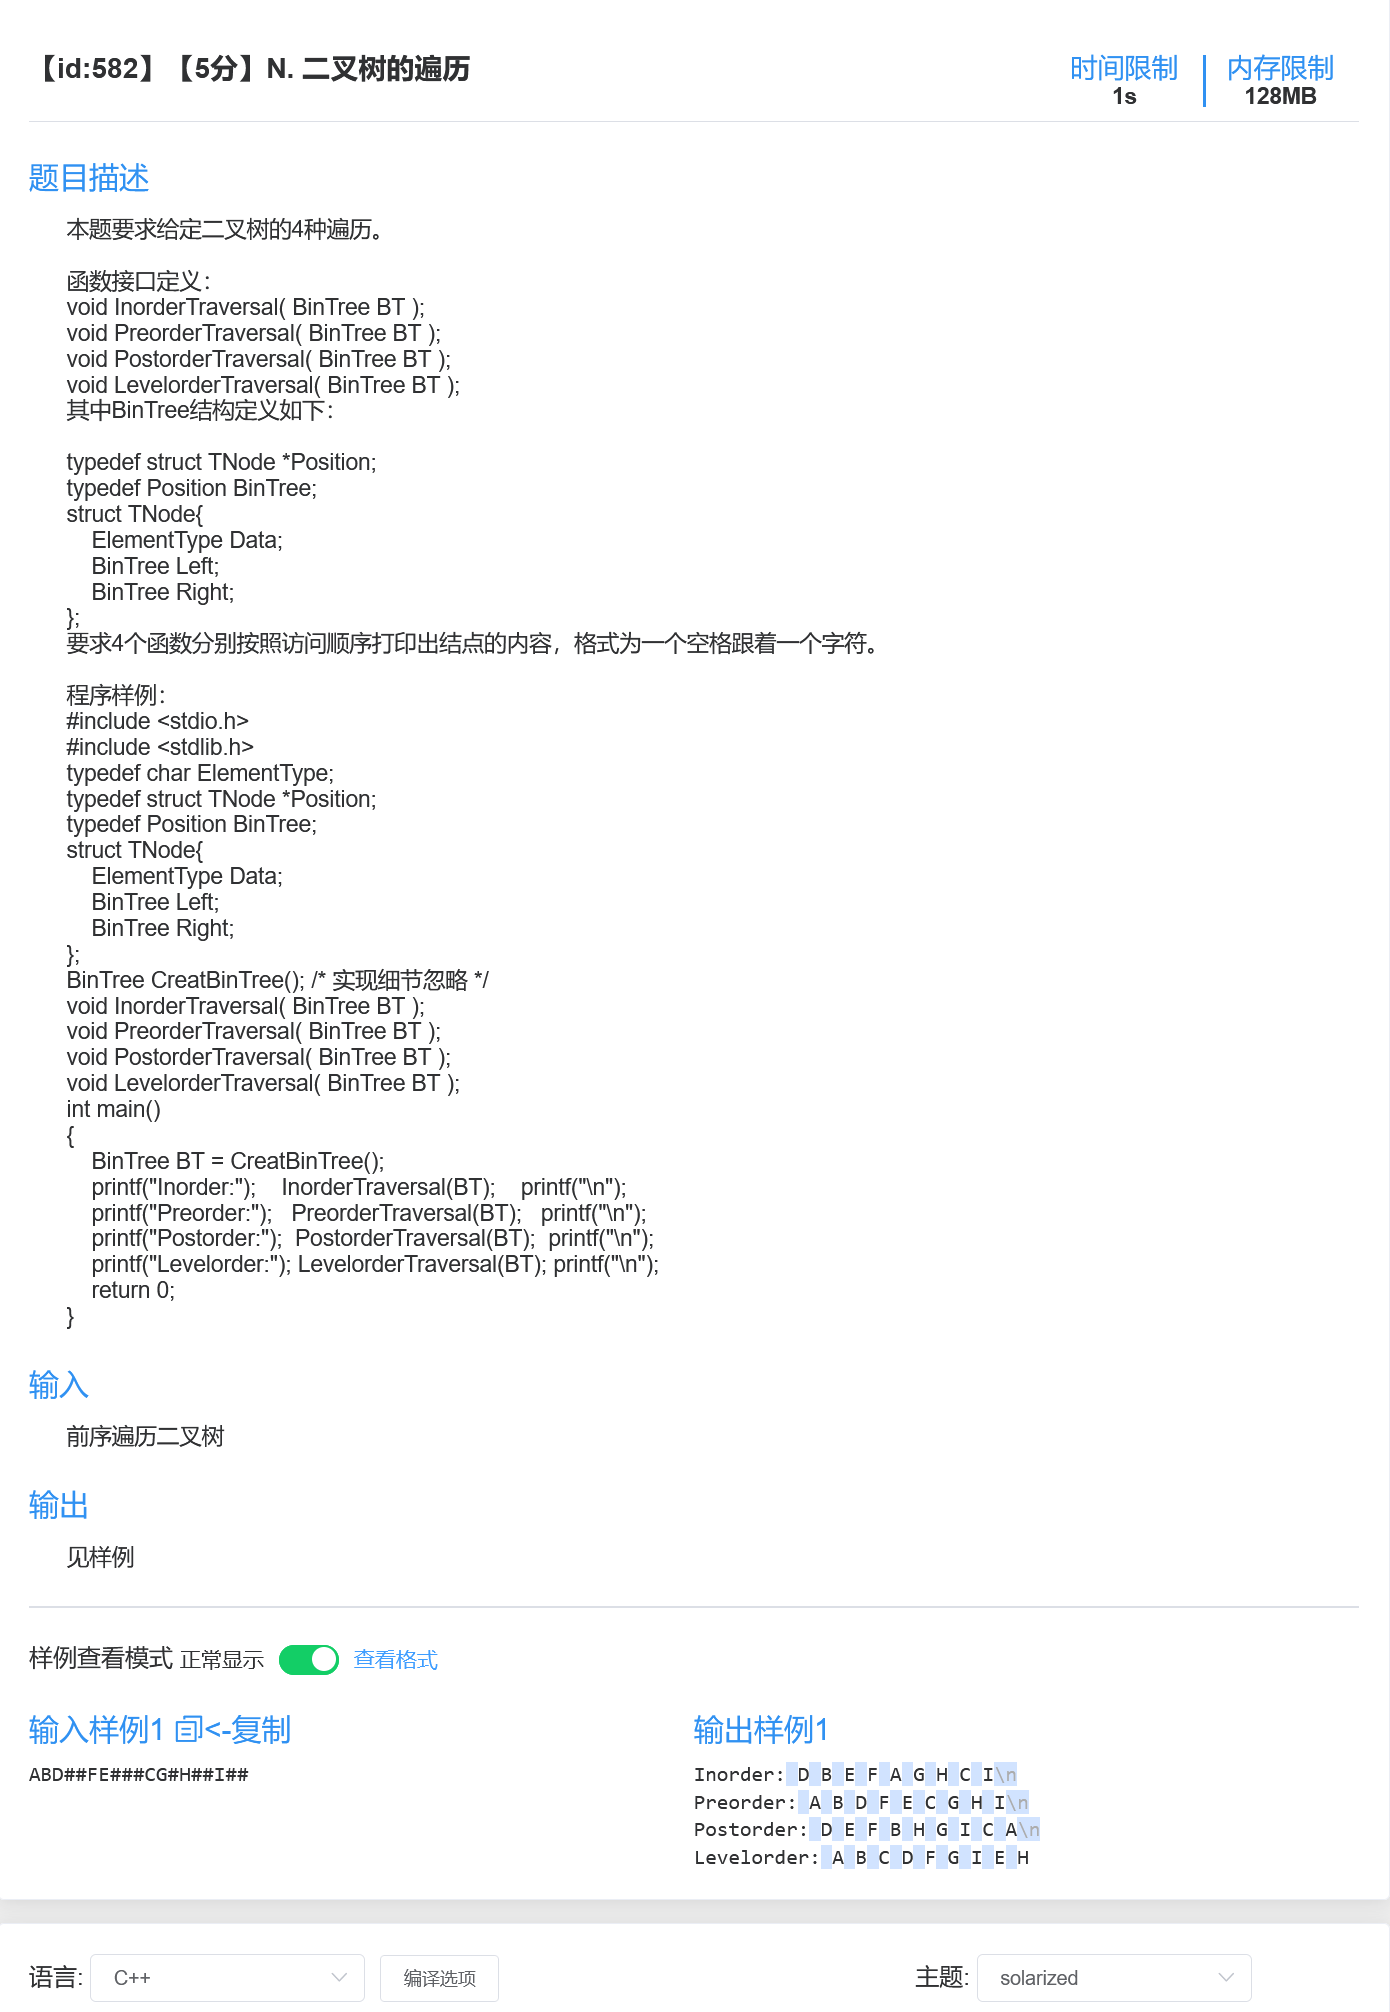 【id:582】【5分】N. 二叉树的遍历
时间限制
1s
内存限制
128MB
题目描述
本题要求给定二叉树的4种遍历。
函数接口定义：
void InorderTraversal( BinTree BT );
void PreorderTraversal( BinTree BT );
void PostorderTraversal( BinTree BT );
void LevelorderTraversal( BinTree BT );
其中BinTree结构定义如下：
typedef struct TNode *Position;
typedef Position BinTree;
struct TNode{
    ElementType Data;
    BinTree Left;
    BinTree Right;
};
要求4个函数分别按照访问顺序打印出结点的内容，格式为一个空格跟着一个字符。
程序样例：
#include <stdio.h>
#include <stdlib.h>
typedef char ElementType;
typedef struct TNode *Position;
typedef Position BinTree;
struct TNode{
    ElementType Data;
    BinTree Left;
    BinTree Right;
};
BinTree CreatBinTree(); /* 实现细节忽略 */
void InorderTraversal( BinTree BT );
void PreorderTraversal( BinTree BT );
void PostorderTraversal( BinTree BT );
void LevelorderTraversal( BinTree BT );
int main()
{
    BinTree BT = CreatBinTree();
    printf("Inorder:");    InorderTraversal(BT);    printf("\n");
    printf("Preorder:");   PreorderTraversal(BT);   printf("\n");
    printf("Postorder:");  PostorderTraversal(BT);  printf("\n");
    printf("Levelorder:"); LevelorderTraversal(BT); printf("\n");
    return 0;
}
输入
前序遍历二叉树
输出
见样例
样例查看模式 正常显示 查看格式
输入样例1 <-复制
ABD##FE###CG#H##I##
输出样例1
Inorder: D B E F A G H C I\n
Preorder: A B D F E C G H I\n
Postorder: D E F B H G I C A\n
Levelorder: A B C D F G I E H
语言: C++ 编译选项
主题: solarized